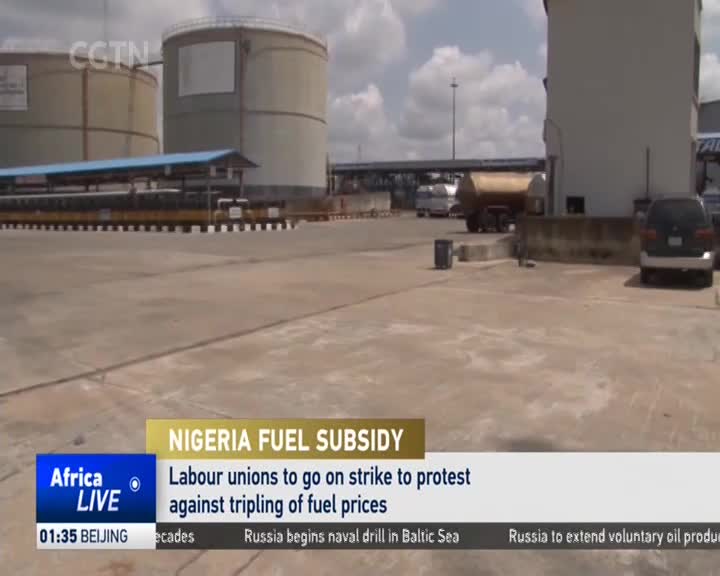 CGTN
NIGERIA FUEL SUBSIDY
Labour unions to go on strike to protest
against tripling of fuel prices
Africa
LIVE
01:35 BEIJING
ecades Russia begins naval drill in Baltic Sea Russia to extend voluntary oil produ